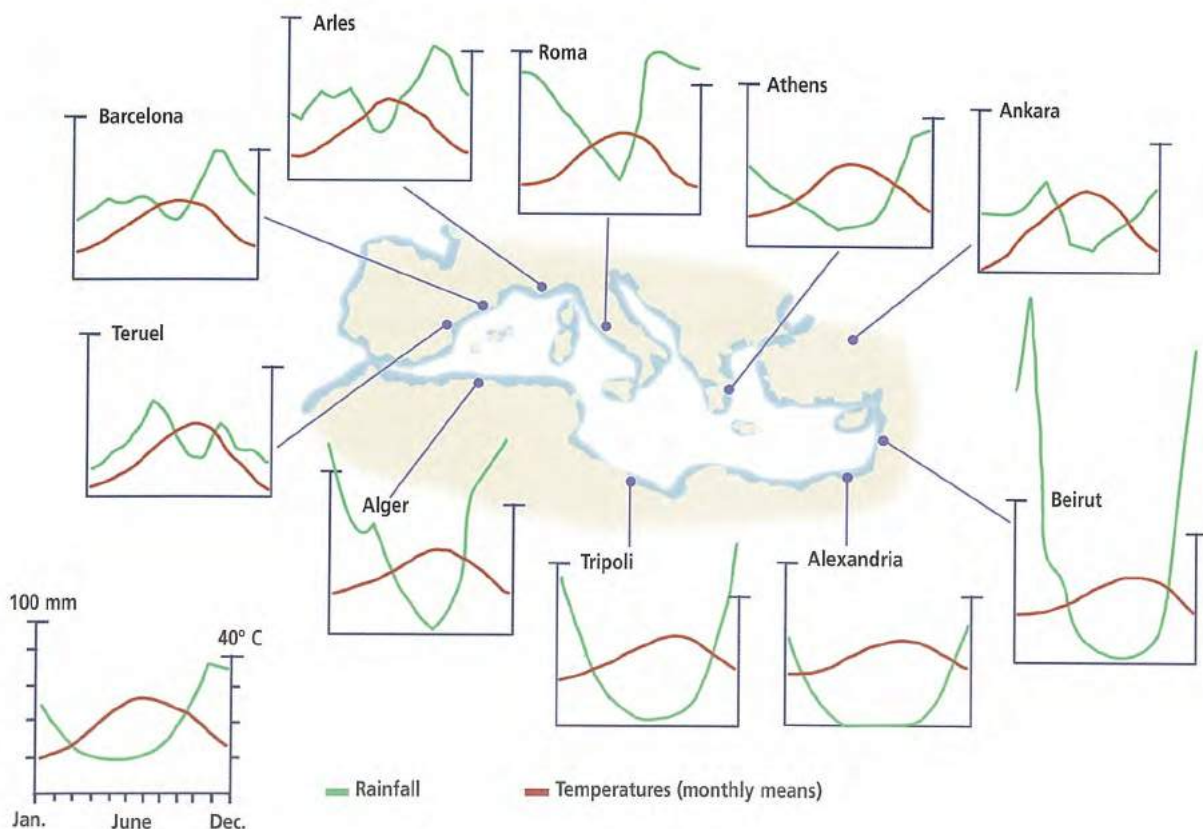 Arles
Roma
Athens
Ankara
Barcelona
Teruel
Alger
Tripoli
Alexandria
Beirut
100 mm
40° C
Jan.
June
Dec.
Rainfall
Temperatures (monthly means)